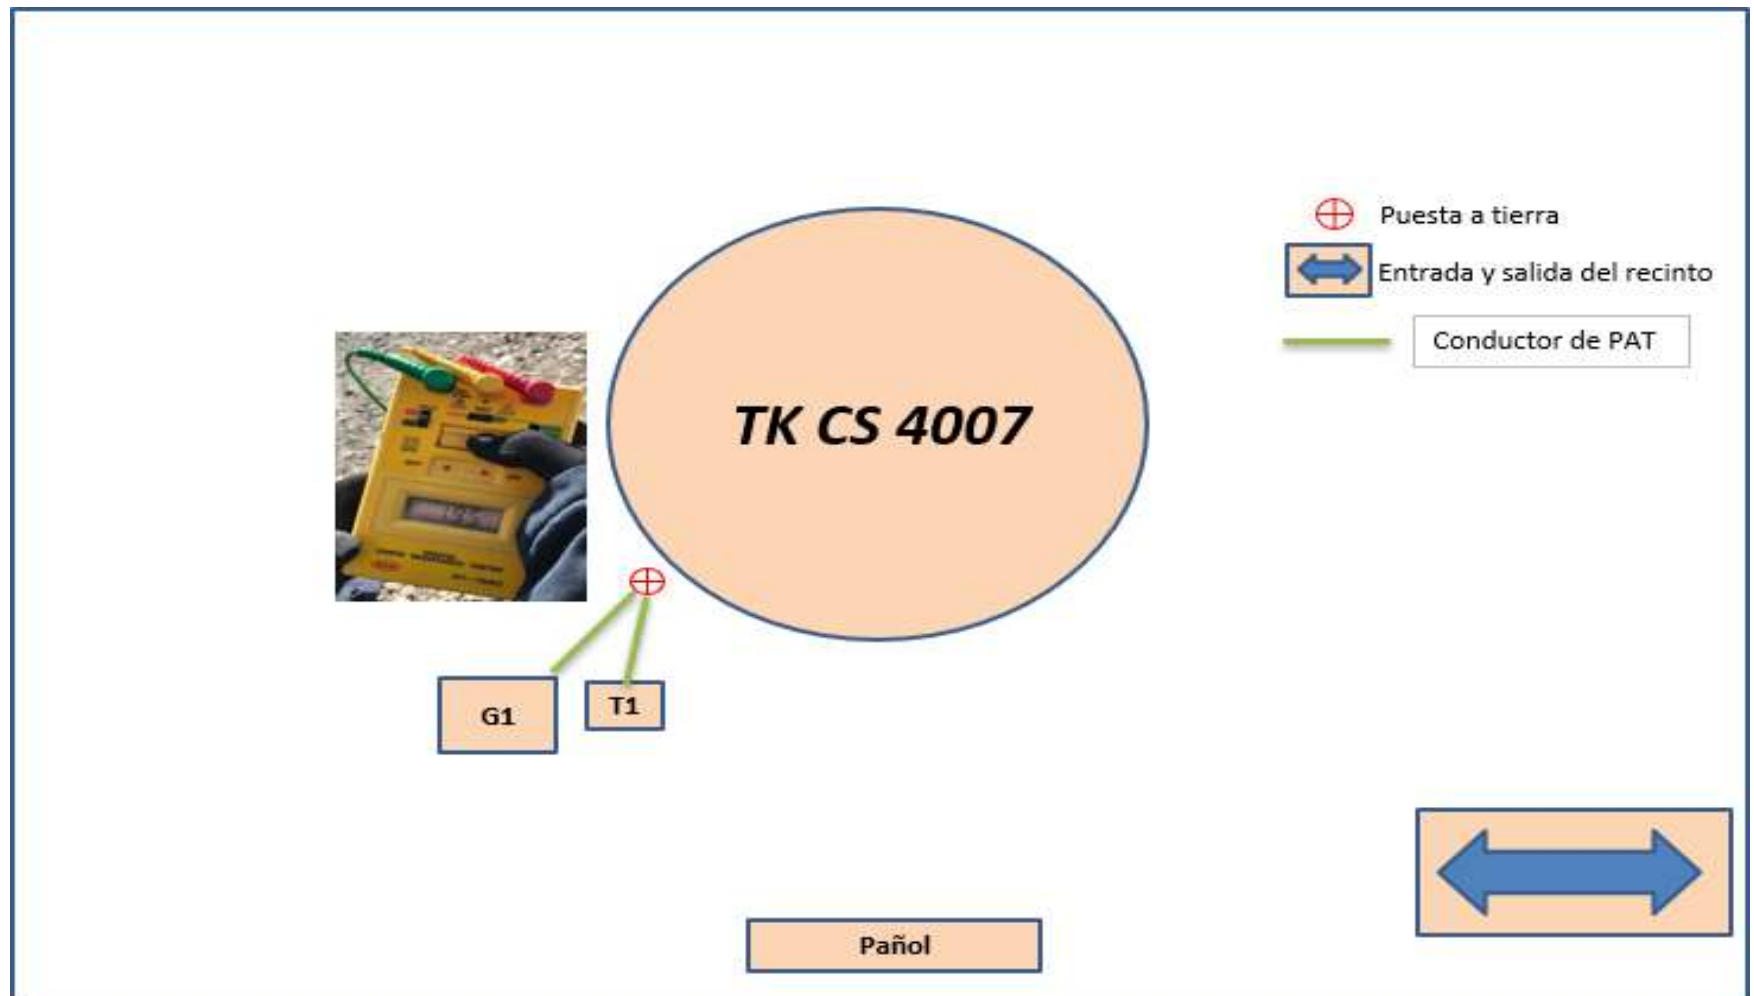 Puesta a tierra
Entrada y salida del recinto
Conductor de PAT
TK CS 4007
G1
T1
Pañol